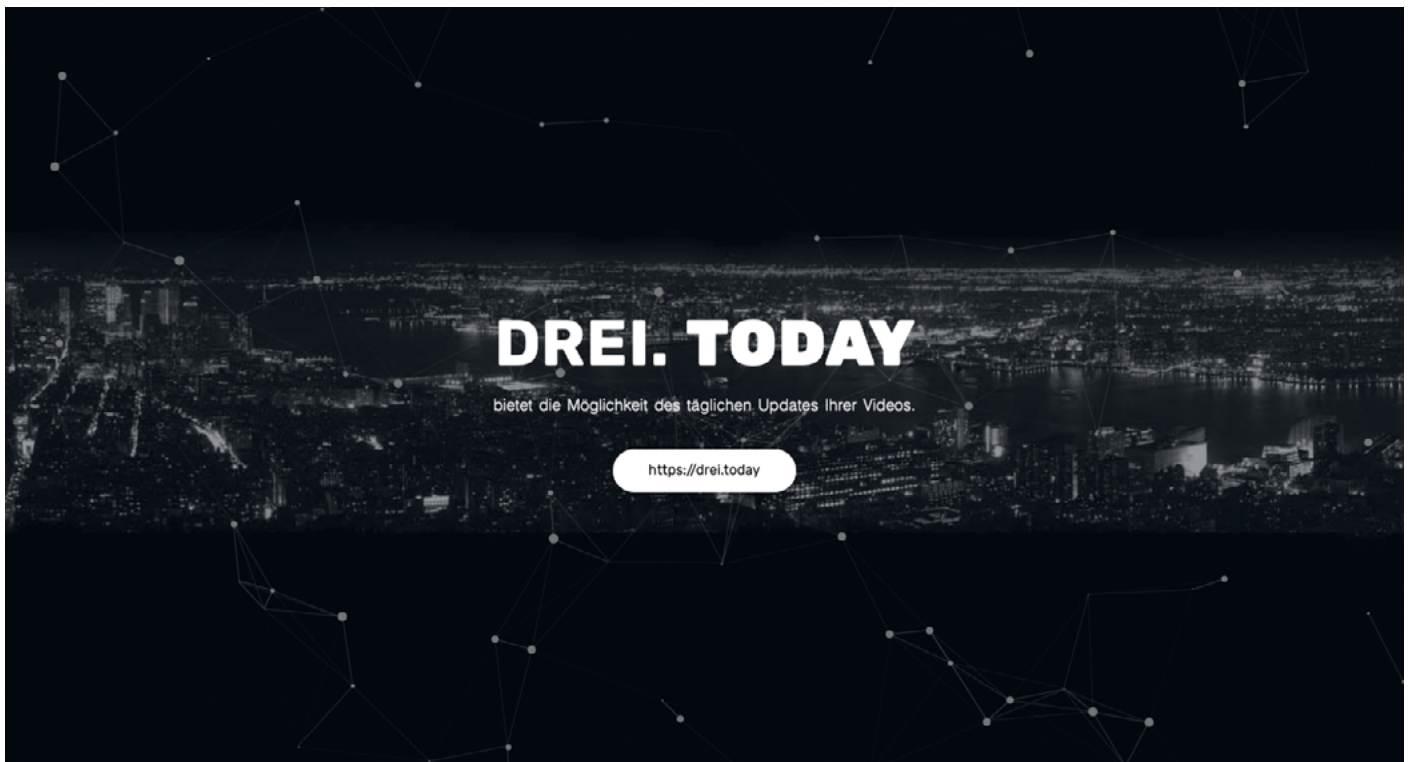 DREI. TODAY
bietet die Möglichkeit des täglichen Updates Ihrer Videos.
https://drei.today